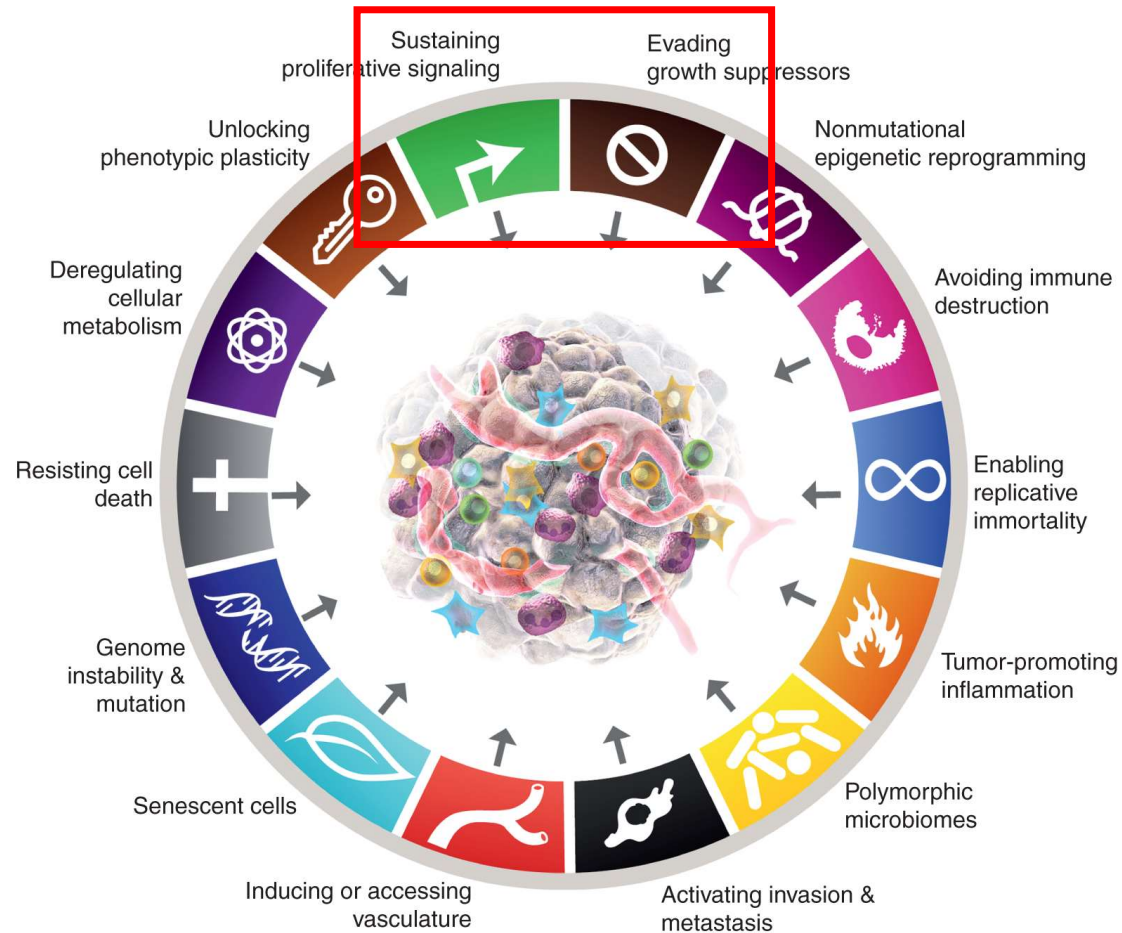 Sustaining
proliferative signaling
Evading
growth suppressors
Nonmutational
epigenetic reprogramming
Avoiding immune
destruction
Enabling
replicative
immortality
Tumor-promoting
inflammation
Polymorphic
microbiomes
Activating invasion &
metastasis
Inducing or accessing
vasculature
Senescent cells
Genome
instability &
mutation
Resisting cell
death
Deregulating
cellular
metabolism
Unlocking
phenotypic plasticity